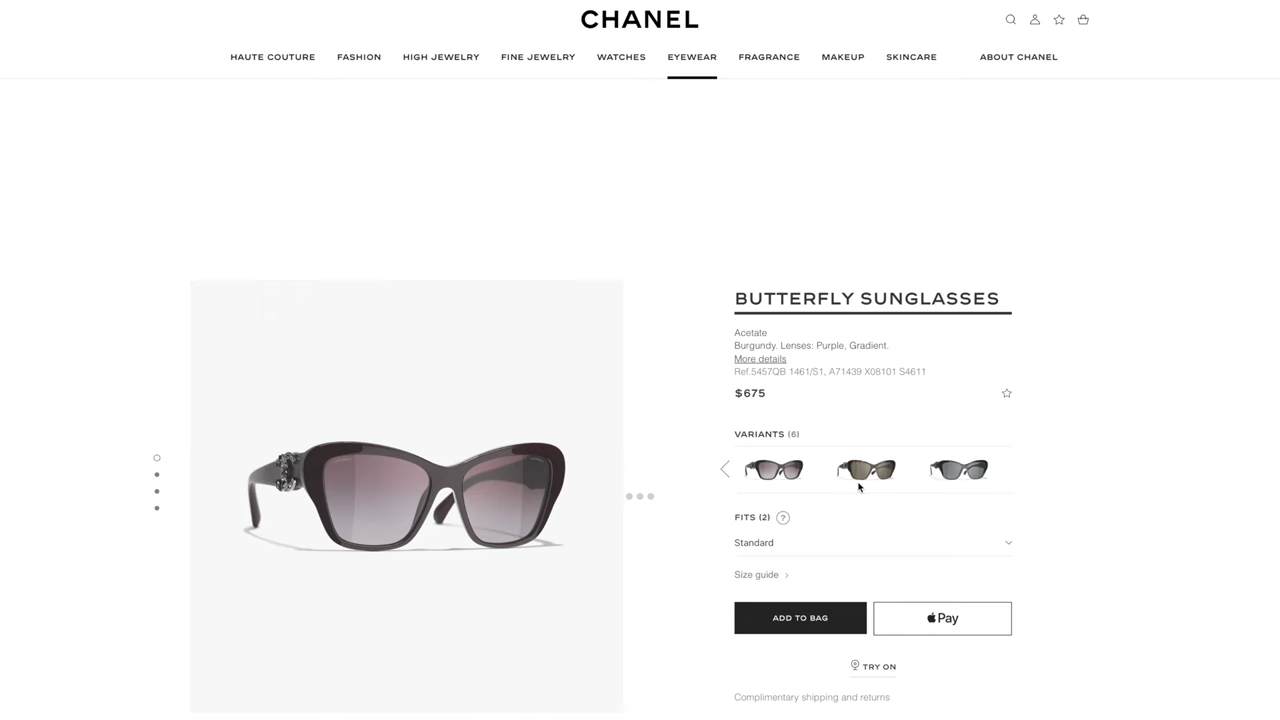 CHANEL
HAUTE COUTURE FASHION HIGH JEWELRY FINE JEWELRY WATCHES EYEWEAR FRAGRANCE MAKEUP SKINCARE ABOUT CHANEL
BUTTERFLY SUNGLASSES
Acetate
Burgundy. Lenses: Purple, Gradient.
More details
Ref.5457QB 1461/S1, A71439 X08101 S4611
$675
VARIANTS (6)
FITS (2) ?
Standard
Size guide
ADD TO BAG Pay
TRY ON
Complimentary shipping and returns